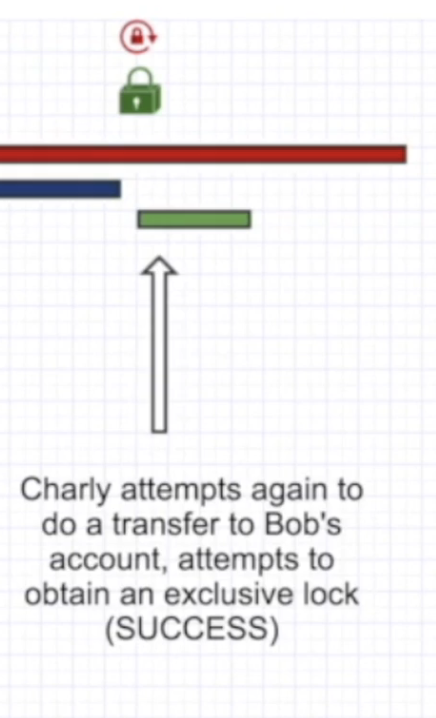 Charly attempts again to
do a transfer to Bob's
account, attempts to
obtain an exclusive lock
(SUCCESS)